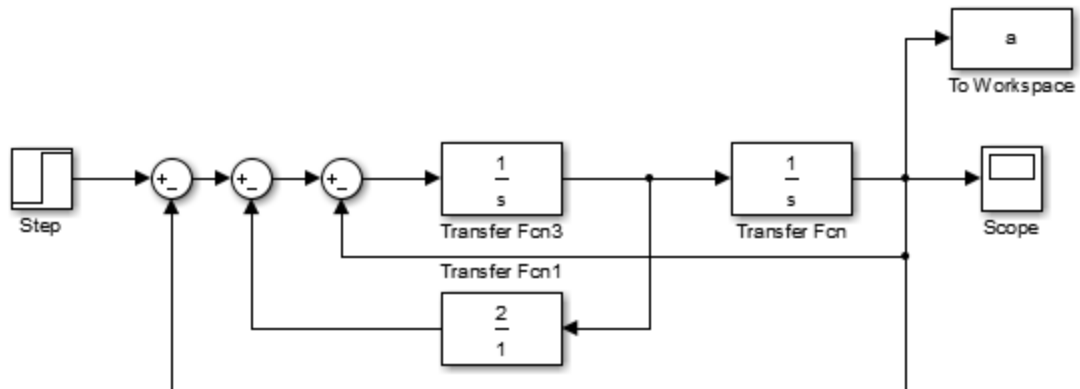 a
To Workspace
+
−
+
−
+
−
1
s
1
s
Step
Transfer Fcn3
Transfer Fcn
Scope
Transfer Fcn1
2
1